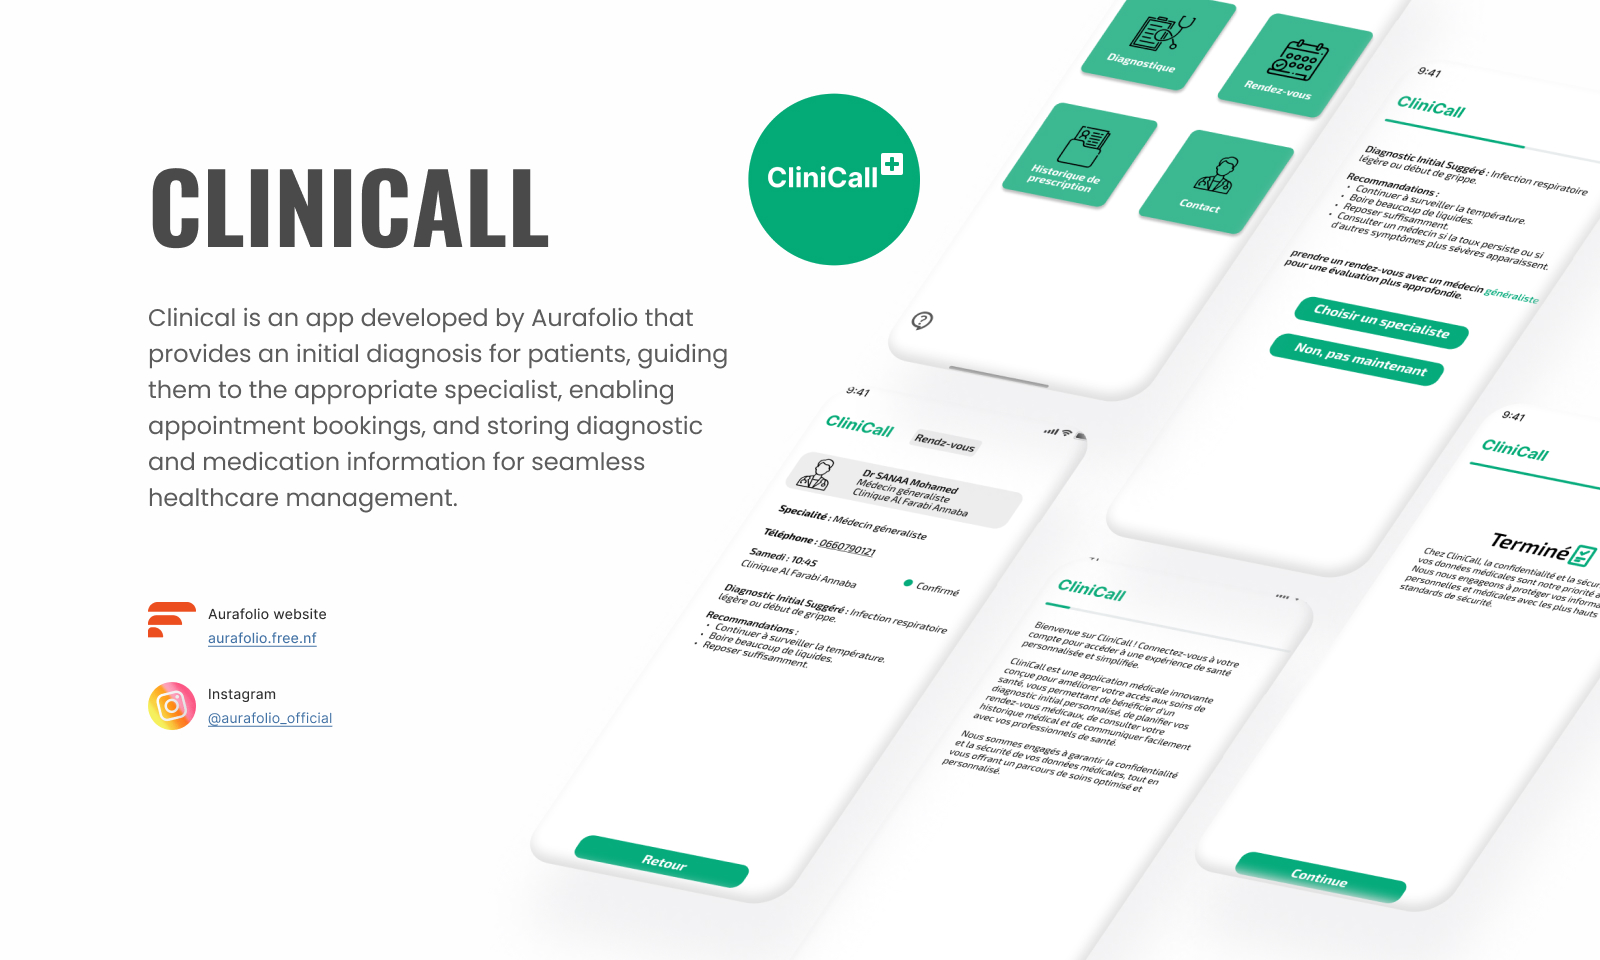 CLINICALL
Clinical is an app developed by Aurafolio that
provides an initial diagnosis for patients, guiding
them to the appropriate specialist, enabling
appointment bookings, and storing diagnostic
and medication information for seamless
healthcare management.
Aurafolio website
aurafolio.free.nf
Instagram
@aurafolio_official
CliniCall
Diagnostique
Rendez-vous
Historique de
prescription
Contact
9:41
CliniCall
Diagnostic Initial Suggéré : Infection respiratoire
légère ou début de grippe.
Recommandations :
• Continuer à surveiller la température.
• Boire beaucoup de liquides.
• Reposer suffisamment.
• Consulter un médecin si la toux persiste ou si
d'autres symptômes plus sévères apparaissent.
prendre un rendez-vous avec un médecin généraliste
pour une évaluation plus approfondie.
Choisir un specialiste
Non, pas maintenant
9:41
CliniCall
Rendz-vous
Dr SANAA Mohamed
Médecin géneraliste
Clinique Al Farabi Annaba
Specialité : Médecin géneraliste
Téléphone : 0660790121
Samedi : 10:45
Clinique Al Farabi Annaba
Confirmé
Diagnostic Initial Suggéré : Infection respiratoire
légère ou début de grippe.
Recommandations :
• Continuer à surveiller la température.
• Boire beaucoup de liquides.
• Reposer suffisamment.
Retour
CliniCall
Bienvenue sur CliniCall ! Connectez-vous à votre
compte pour accéder à une expérience de santé
personnalisée et simplifiée.
CliniCall est une application médicale innovante
conçue pour améliorer votre accès aux soins de
santé, vous permettant de bénéficier d'un
diagnostic initial personnalisé, de planifier vos
rendez-vous médicaux, de consulter votre
historique médical et de communiquer facilement
avec vos professionnels de santé.
Nous sommes engagés à garantir la confidentialité
et la sécurité de vos données médicales, tout en
vous offrant un parcours de soins optimisé et
personnalisé.
9:41
CliniCall
Terminé
Chez CliniCall, la confidentialité et la sécur
vos données médicales sont notre priorité
Nous nous engageons à protéger vos informa
personnelles et médicales avec les plus hauts
standards de sécurité.
Continue